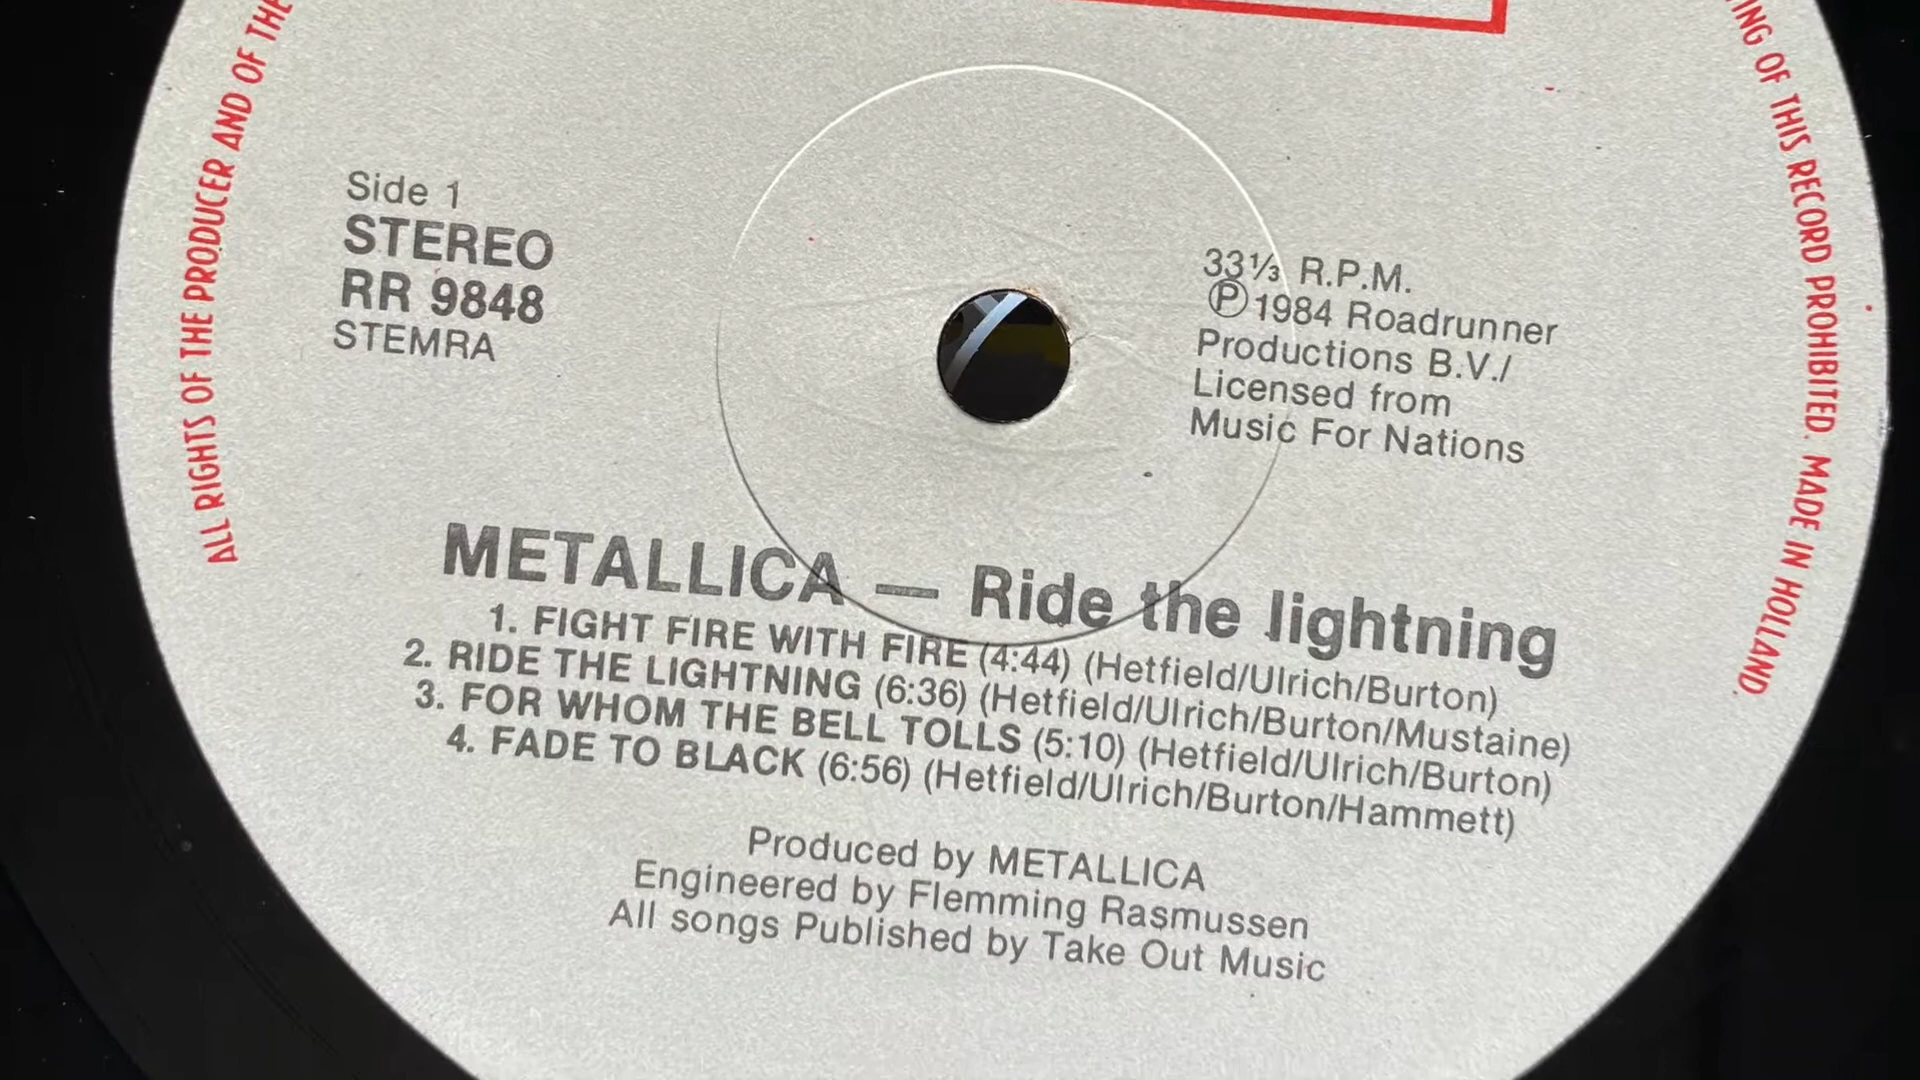 ALL RIGHTS OF THE PRODUCER AND OF THE
OF THIS RECORD PROHIBITED. MADE IN HOLLAND.
Side 1
STEREO
RR 9848
STEMRA
33⅓ R.P.M.
Ⓟ1984 Roadrunner
Productions B.V./
Licensed from
Music For Nations
METALLICA — Ride the lightning
1. FIGHT FIRE WITH FIRE (4:44) (Hetfield/Ulrich/Burton)
2. RIDE THE LIGHTNING (6:36) (Hetfield/Ulrich/Burton/Mustaine)
3. FOR WHOM THE BELL TOLLS (5:10) (Hetfield/Ulrich/Burton)
4. FADE TO BLACK (6:56) (Hetfield/Ulrich/Burton/Hammett)
Produced by METALLICA
Engineered by Flemming Rasmussen
All songs Published by Take Out Music